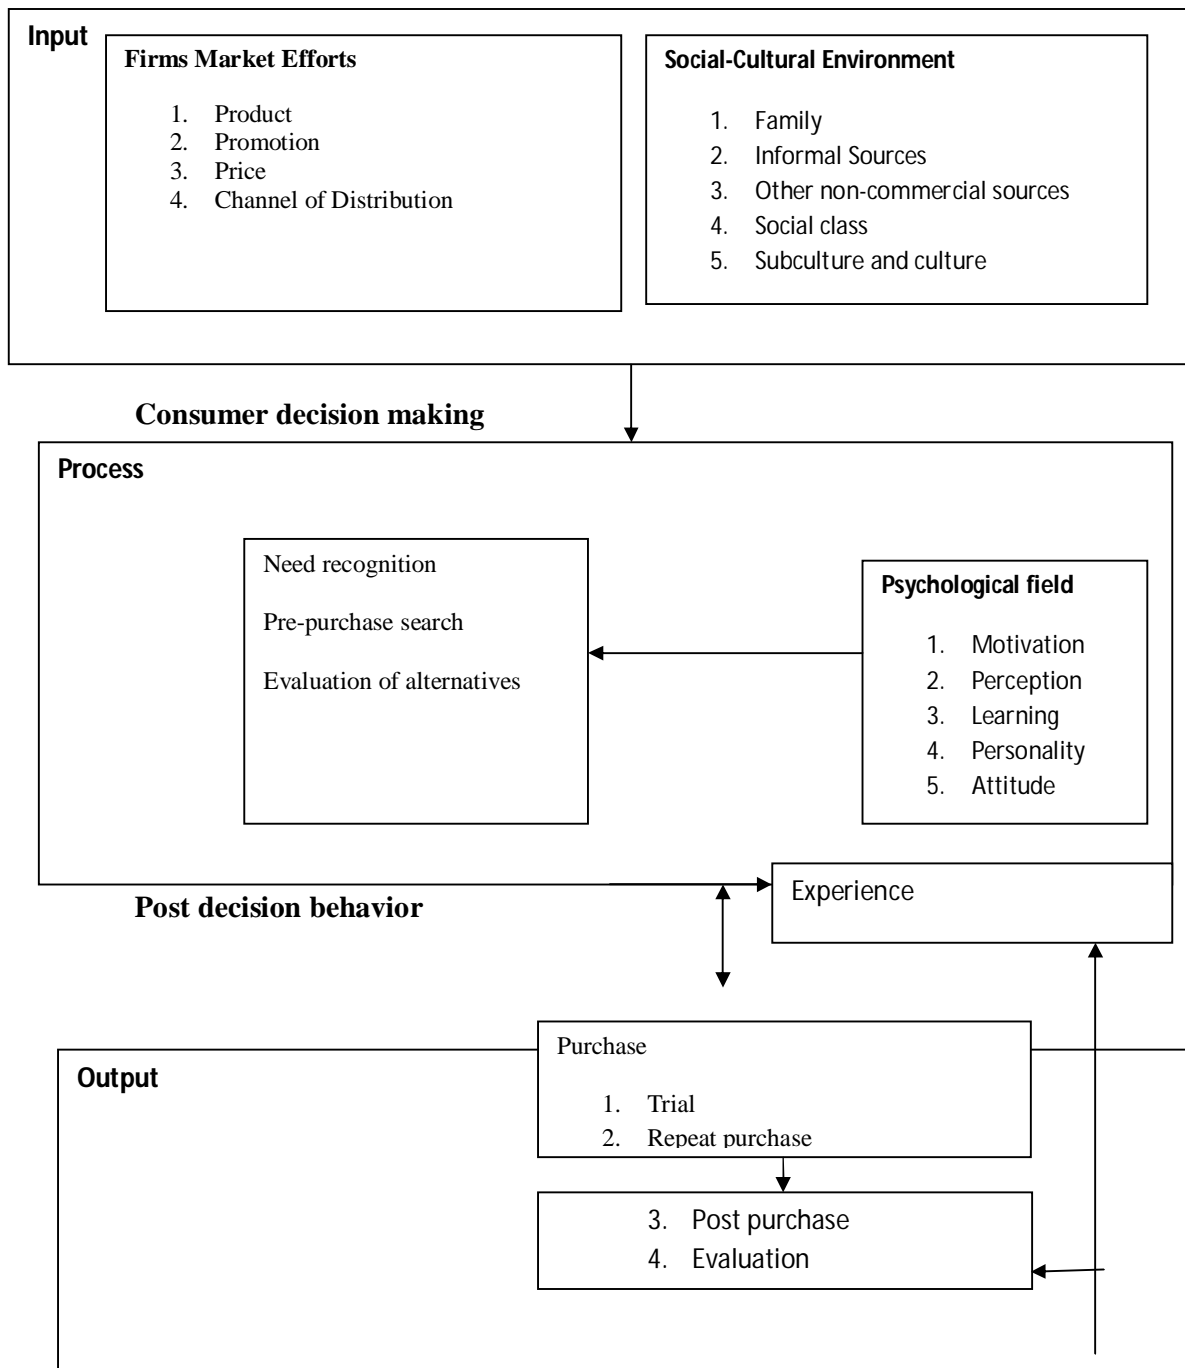 Input
Firms Market Efforts
1. Product
2. Promotion
3. Price
4. Channel of Distribution
Social-Cultural Environment
1. Family
2. Informal Sources
3. Other non-commercial sources
4. Social class
5. Subculture and culture
Consumer decision making
Process
Need recognition
Pre-purchase search
Evaluation of alternatives
Psychological field
1. Motivation
2. Perception
3. Learning
4. Personality
5. Attitude
Experience
Post decision behavior
Output
Purchase
1. Trial
2. Repeat purchase
3. Post purchase
4. Evaluation